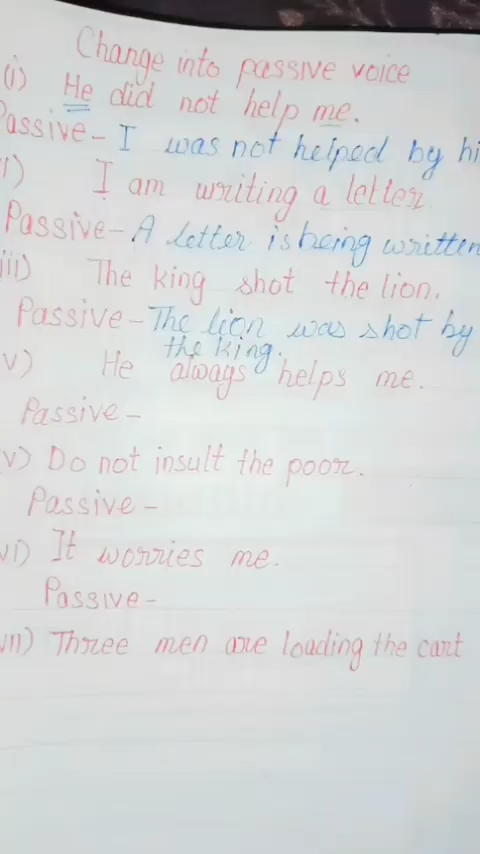 Change into passive voice
(i) He did not help me.
Passive - I was not helped by hi
i) I am writing a letter.
Passive - A letter is being written
iii) The king shot the lion.
Passive - The lion was shot by
the king.
v) He always helps me.
Passive -
v) Do not insult the poor.
Passive -
vi) It worries me.
Passive -
vii) Three men are loading the cart